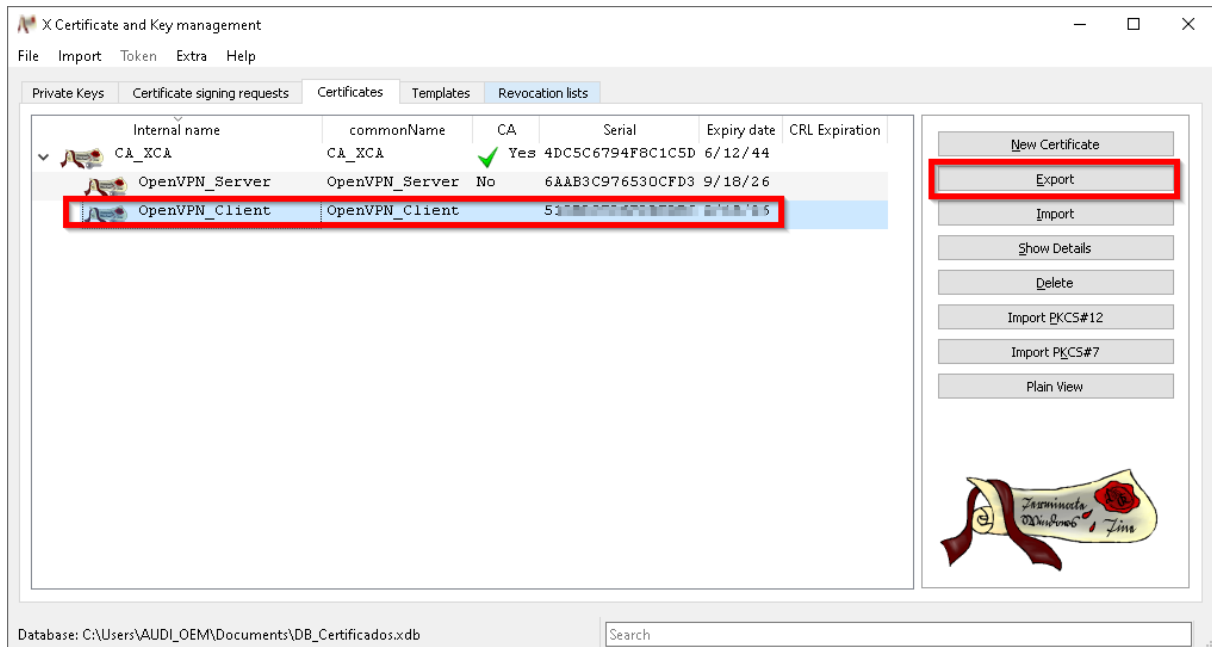 X Certificate and Key management
File Import Token Extra Help
Private Keys Certificate signing requests Certificates Templates Revocation lists
Internal name commonName CA Serial Expiry date CRL Expiration
CA_XCA CA_XCA Yes 4DC5C6794F8C1C5D 6/12/44
OpenVPN_Server OpenVPN_Server No 6AAB3C976530CFD3 9/18/26
OpenVPN_Client OpenVPN_Client
New Certificate
Export
Import
Show Details
Delete
Import PKCS#12
Import PKCS#7
Plain View
Database: C:\Users\AUDI_OEM\Documents\DB_Certificados.xdb
Search